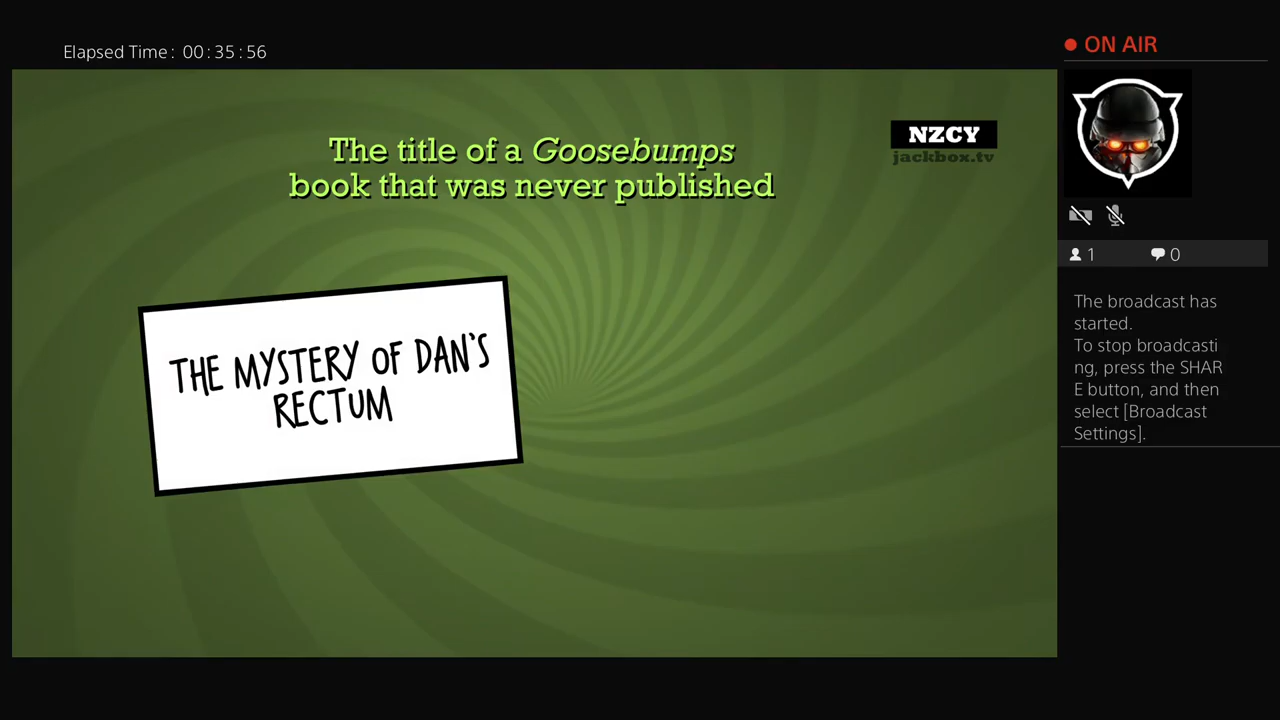 Elapsed Time: 00:35:56
ON AIR
The title of a Goosebumps
book that was never published
NZCY
jackbox.tv
THE MYSTERY OF DAN'S
RECTUM
1
0
The broadcast has
started.
To stop broadcasti
ng, press the SHAR
E button, and then
select [Broadcast
Settings].